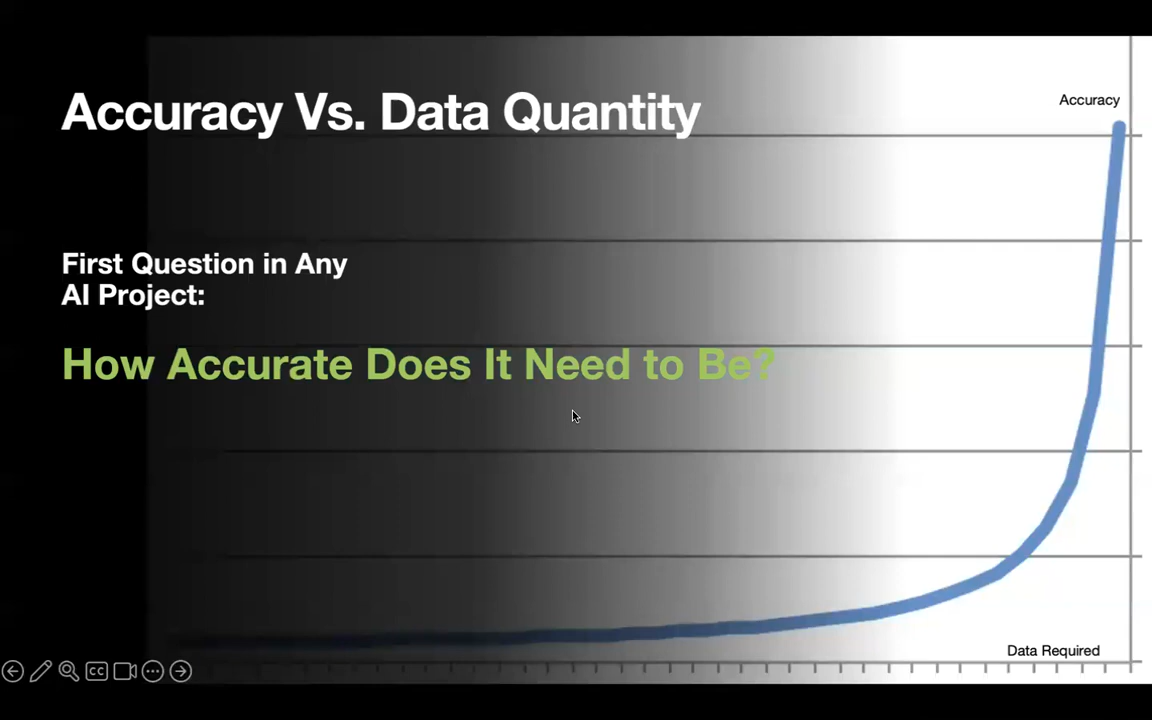 Accuracy Vs. Data Quantity
Accuracy
First Question in Any
AI Project:
How Accurate Does It Need to Be?
Data Required
CC